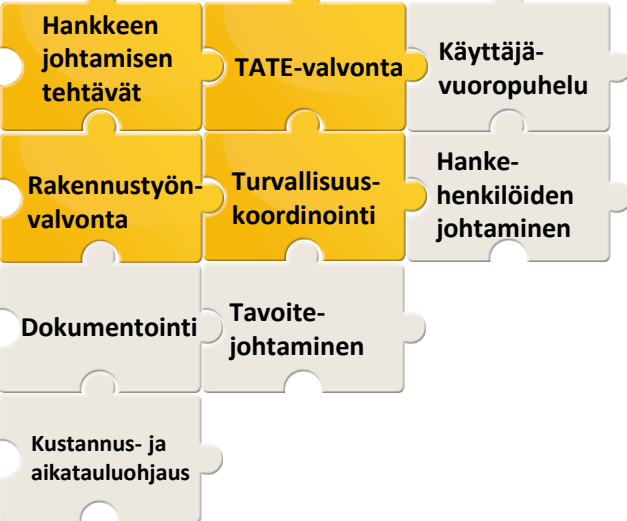 Hankkeen
johtamisen
tehtävät
TATE-valvonta
Käyttäjä-
vuoropuhelu
Rakennustyön-
valvonta
Turvallisuus-
koordinointi
Hanke-
henkilöiden
johtaminen
Dokumentointi
Tavoite-
johtaminen
Kustannus- ja
aikatauluohjaus